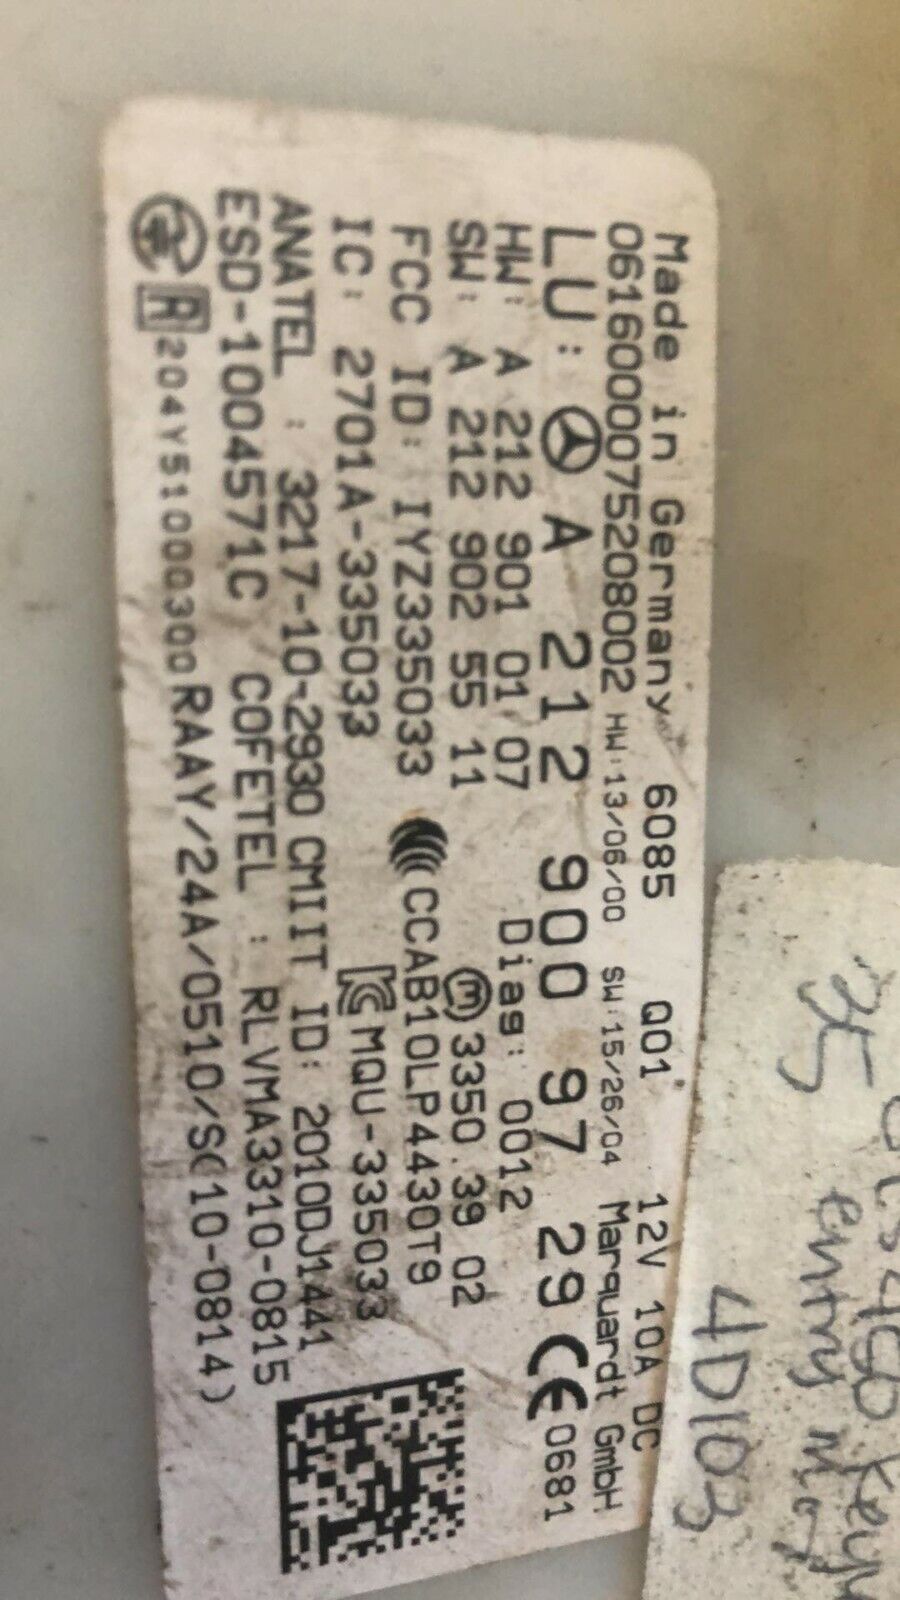 Made in Germany 6085 Q01 12V 10A DC
0616000075208002 HW:13/06/00 SW:15/26/04 Marquardt GmbH
LU: A 212 900 97 29 CE 0681
HW: A 212 901 01 07 Diag: 0012
SW: A 212 902 55 11 m 3350.39 02
FCC ID: IYZ335033 CCAB10LP4430T9
IC: 2701A-335033 MQU-335033
ANATEL : 3217-10-2930 CMIIT ID: 2010DJ1441
ESD-1004571C COFETEL : RLVMA3310-0815
R 204Y51000300 RAAY/24A/0510/S(10-0814)
35
entry
4D103